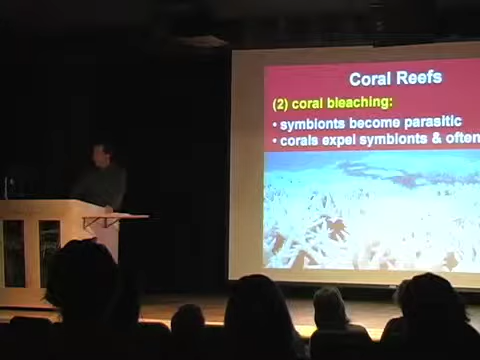 Coral Reefs
(2) coral bleaching:
• symbionts become parasitic
• corals expel symbionts & often